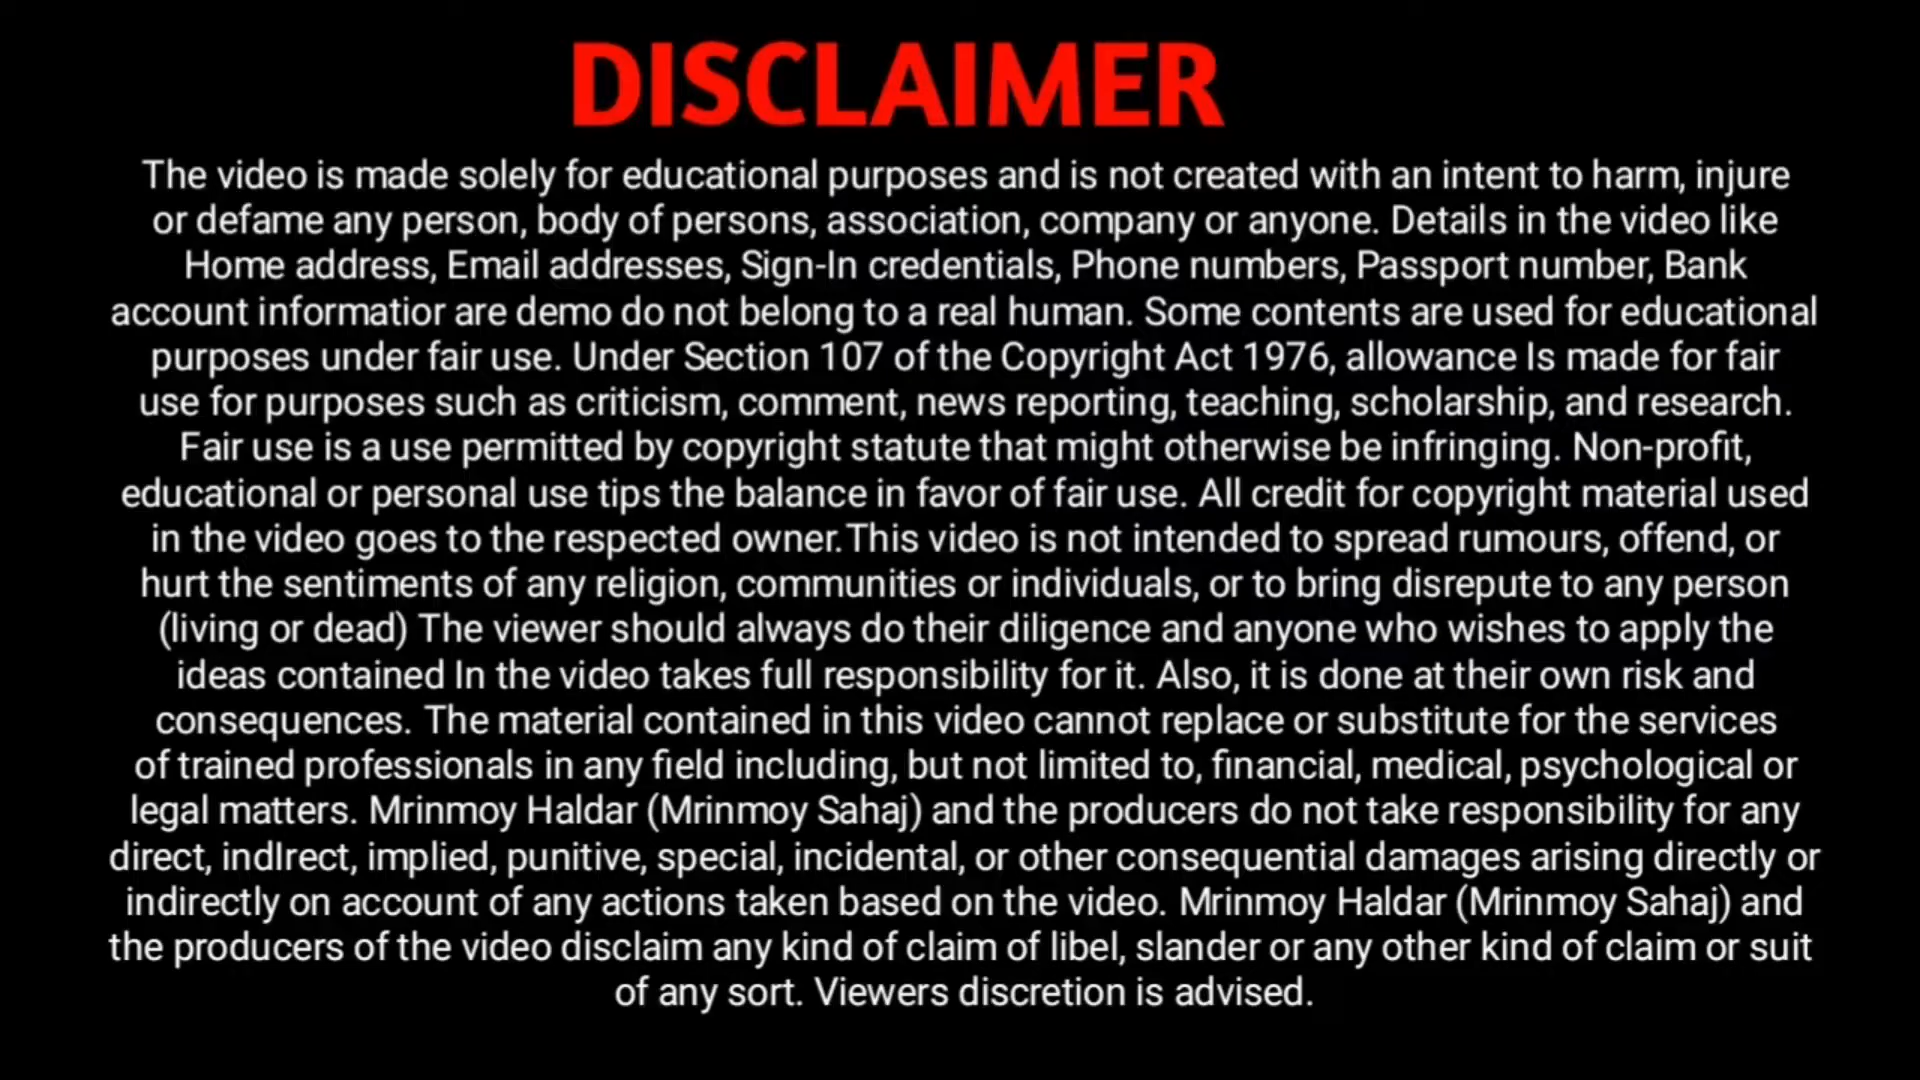 DISCLAIMER
The video is made solely for educational purposes and is not created with an intent to harm, injure
or defame any person, body of persons, association, company or anyone. Details in the video like
Home address, Email addresses, Sign-In credentials, Phone numbers, Passport number, Bank
account informatior are demo do not belong to a real human. Some contents are used for educational
purposes under fair use. Under Section 107 of the Copyright Act 1976, allowance Is made for fair
use for purposes such as criticism, comment, news reporting, teaching, scholarship, and research.
Fair use is a use permitted by copyright statute that might otherwise be infringing. Non-profit,
educational or personal use tips the balance in favor of fair use. All credit for copyright material used
in the video goes to the respected owner.This video is not intended to spread rumours, offend, or
hurt the sentiments of any religion, communities or individuals, or to bring disrepute to any person
(living or dead) The viewer should always do their diligence and anyone who wishes to apply the
ideas contained In the video takes full responsibility for it. Also, it is done at their own risk and
consequences. The material contained in this video cannot replace or substitute for the services
of trained professionals in any field including, but not limited to, financial, medical, psychological or
legal matters. Mrinmoy Haldar (Mrinmoy Sahaj) and the producers do not take responsibility for any
direct, indIrect, implied, punitive, special, incidental, or other consequential damages arising directly or
indirectly on account of any actions taken based on the video. Mrinmoy Haldar (Mrinmoy Sahaj) and
the producers of the video disclaim any kind of claim of libel, slander or any other kind of claim or suit
of any sort. Viewers discretion is advised.